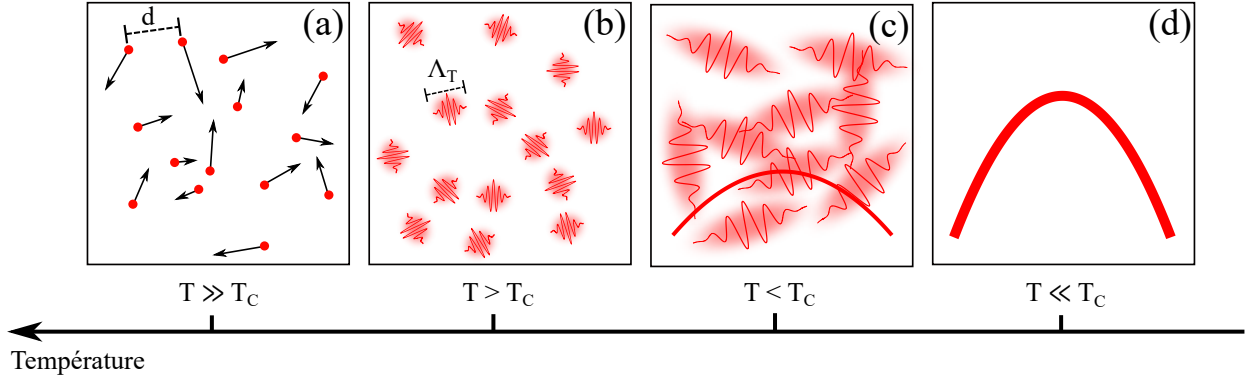 d
(a)
(b)
Λ_T
(c)
(d)
T ≫ T_C
T > T_C
T < T_C
T ≪ T_C
Température